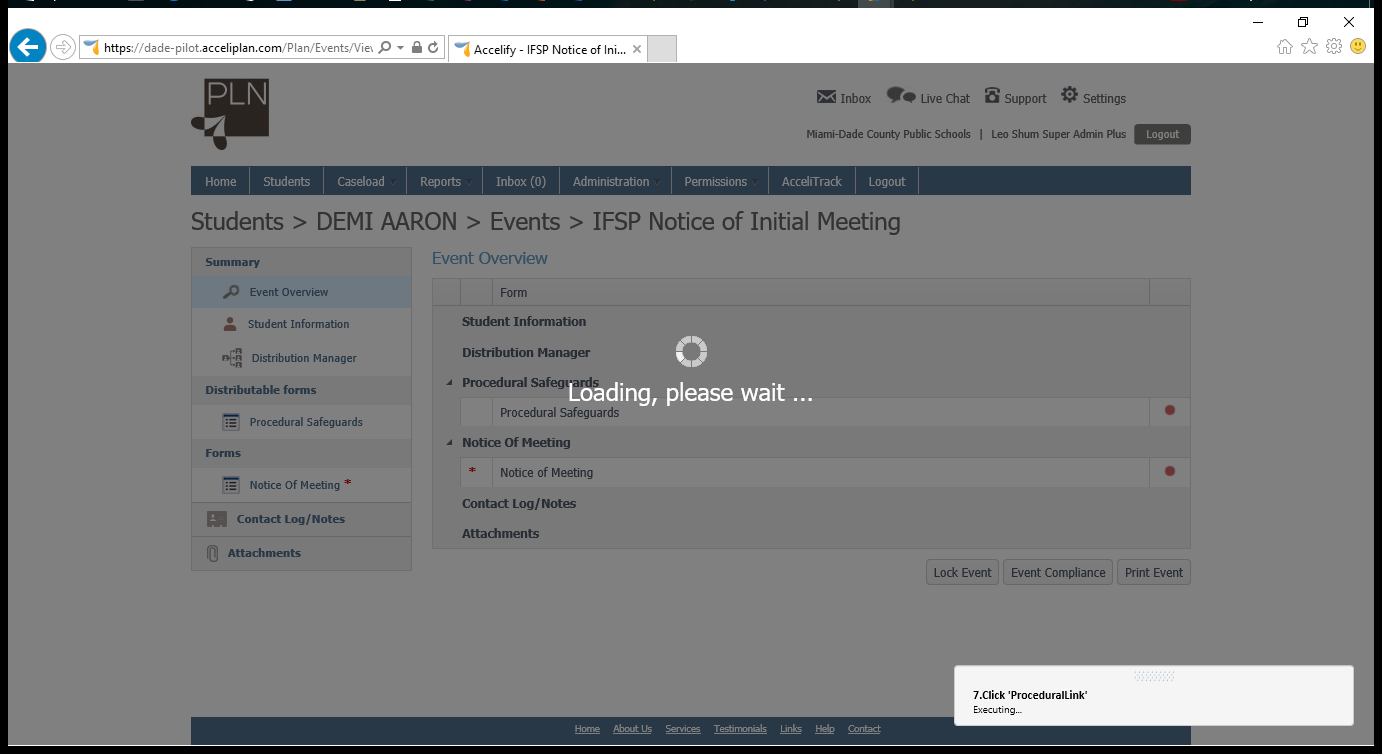 https://dade-pilot.acceliplan.com/Plan/Events/Viev
Accelify - IFSP Notice of Ini...
PLN
Inbox Live Chat Support Settings
Miami-Dade County Public Schools | Leo Shum Super Admin Plus Logout
Home Students Caseload Reports Inbox (0) Administration Permissions AcceliTrack Logout
Students > DEMI AARON > Events > IFSP Notice of Initial Meeting
Summary
Event Overview
Student Information
Distribution Manager
Distributable forms
Procedural Safeguards
Forms
Notice Of Meeting *
Contact Log/Notes
Attachments
Event Overview
Form
Student Information
Distribution Manager
Procedural Safeguards
Loading, please wait ...
Procedural Safeguards
Notice Of Meeting
* Notice of Meeting
Contact Log/Notes
Attachments
Lock Event Event Compliance Print Event
7.Click 'ProceduralLink'
Executing...
Home About Us Services Testimonials Links Help Contact